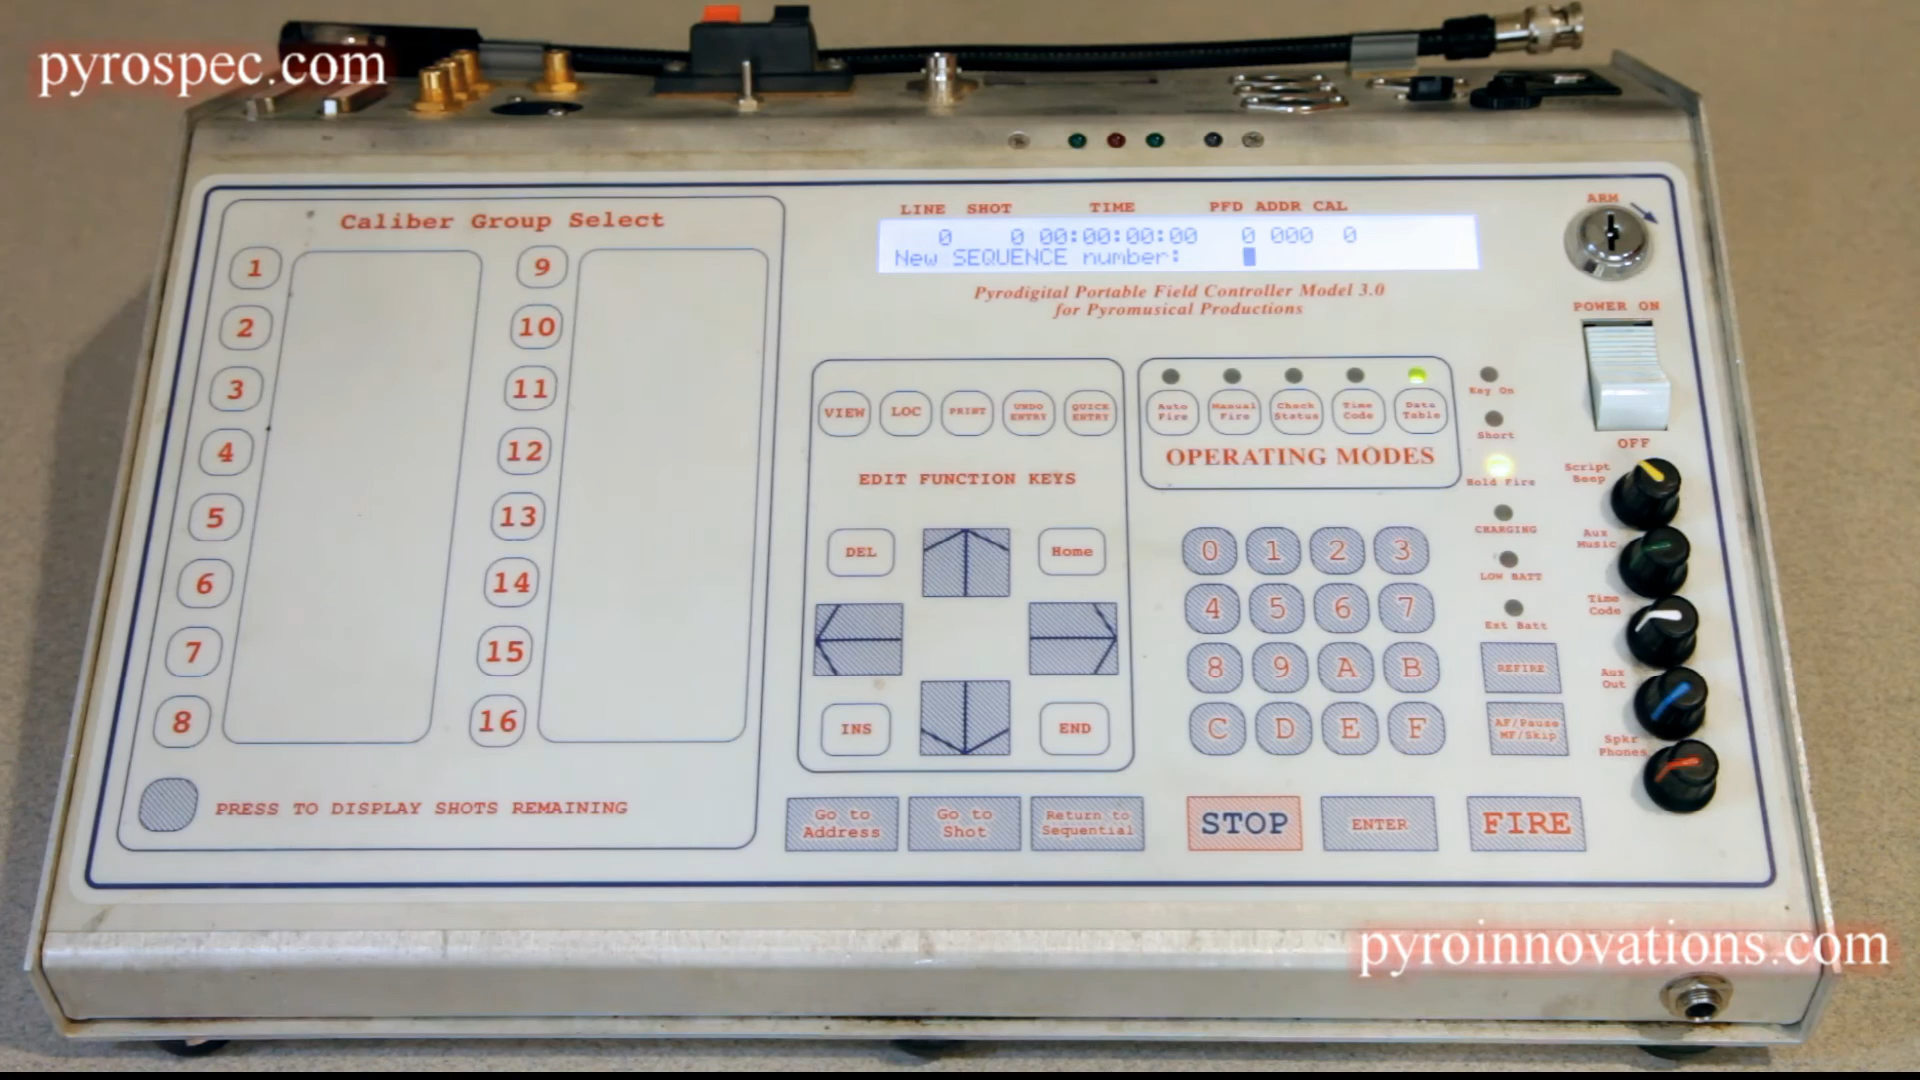 pyrospec.com
Caliber Group Select
1
2
3
4
5
6
7
8
9
10
11
12
13
14
15
16
PRESS TO DISPLAY SHOTS REMAINING
LINE SHOT TIME PFD ADDR CAL
0 0 00:00:00:00 0 000 0
New SEQUENCE number:
Pyrodigital Portable Field Controller Model 3.0
for Pyromusical Productions
VIEW
LOC
PRINT
UNDO
ENTRY
QUICK
ENTRY
EDIT FUNCTION KEYS
DEL
Home
INS
END
Go to
Address
Go to
Shot
Return to
Sequential
Auto
Fire
Manual
Fire
Check
Status
Time
Code
Data
Table
OPERATING MODES
0 1 2 3
4 5 6 7
8 9 A B
C D E F
STOP
ENTER
FIRE
Key On
Short
Hold Fire
CHARGING
LOW BATT
Ext Batt
REFIRE
AF/Pause
MF/Skip
ARM
POWER ON
OFF
Script
Beep
Aux
Music
Time
Code
Aux
Out
Spkr
Phones
pyroinnovations.com